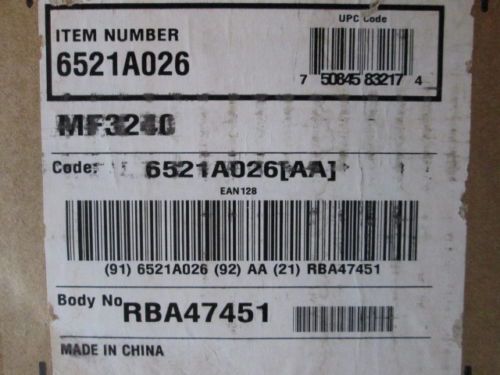 ITEM NUMBER
6521A026
UPC Code
7 50845 83217 4
MF3240
Code: 6521A026[AA]
EAN128
(91) 6521A026 (92) AA (21) RBA47451
Body No RBA47451
MADE IN CHINA